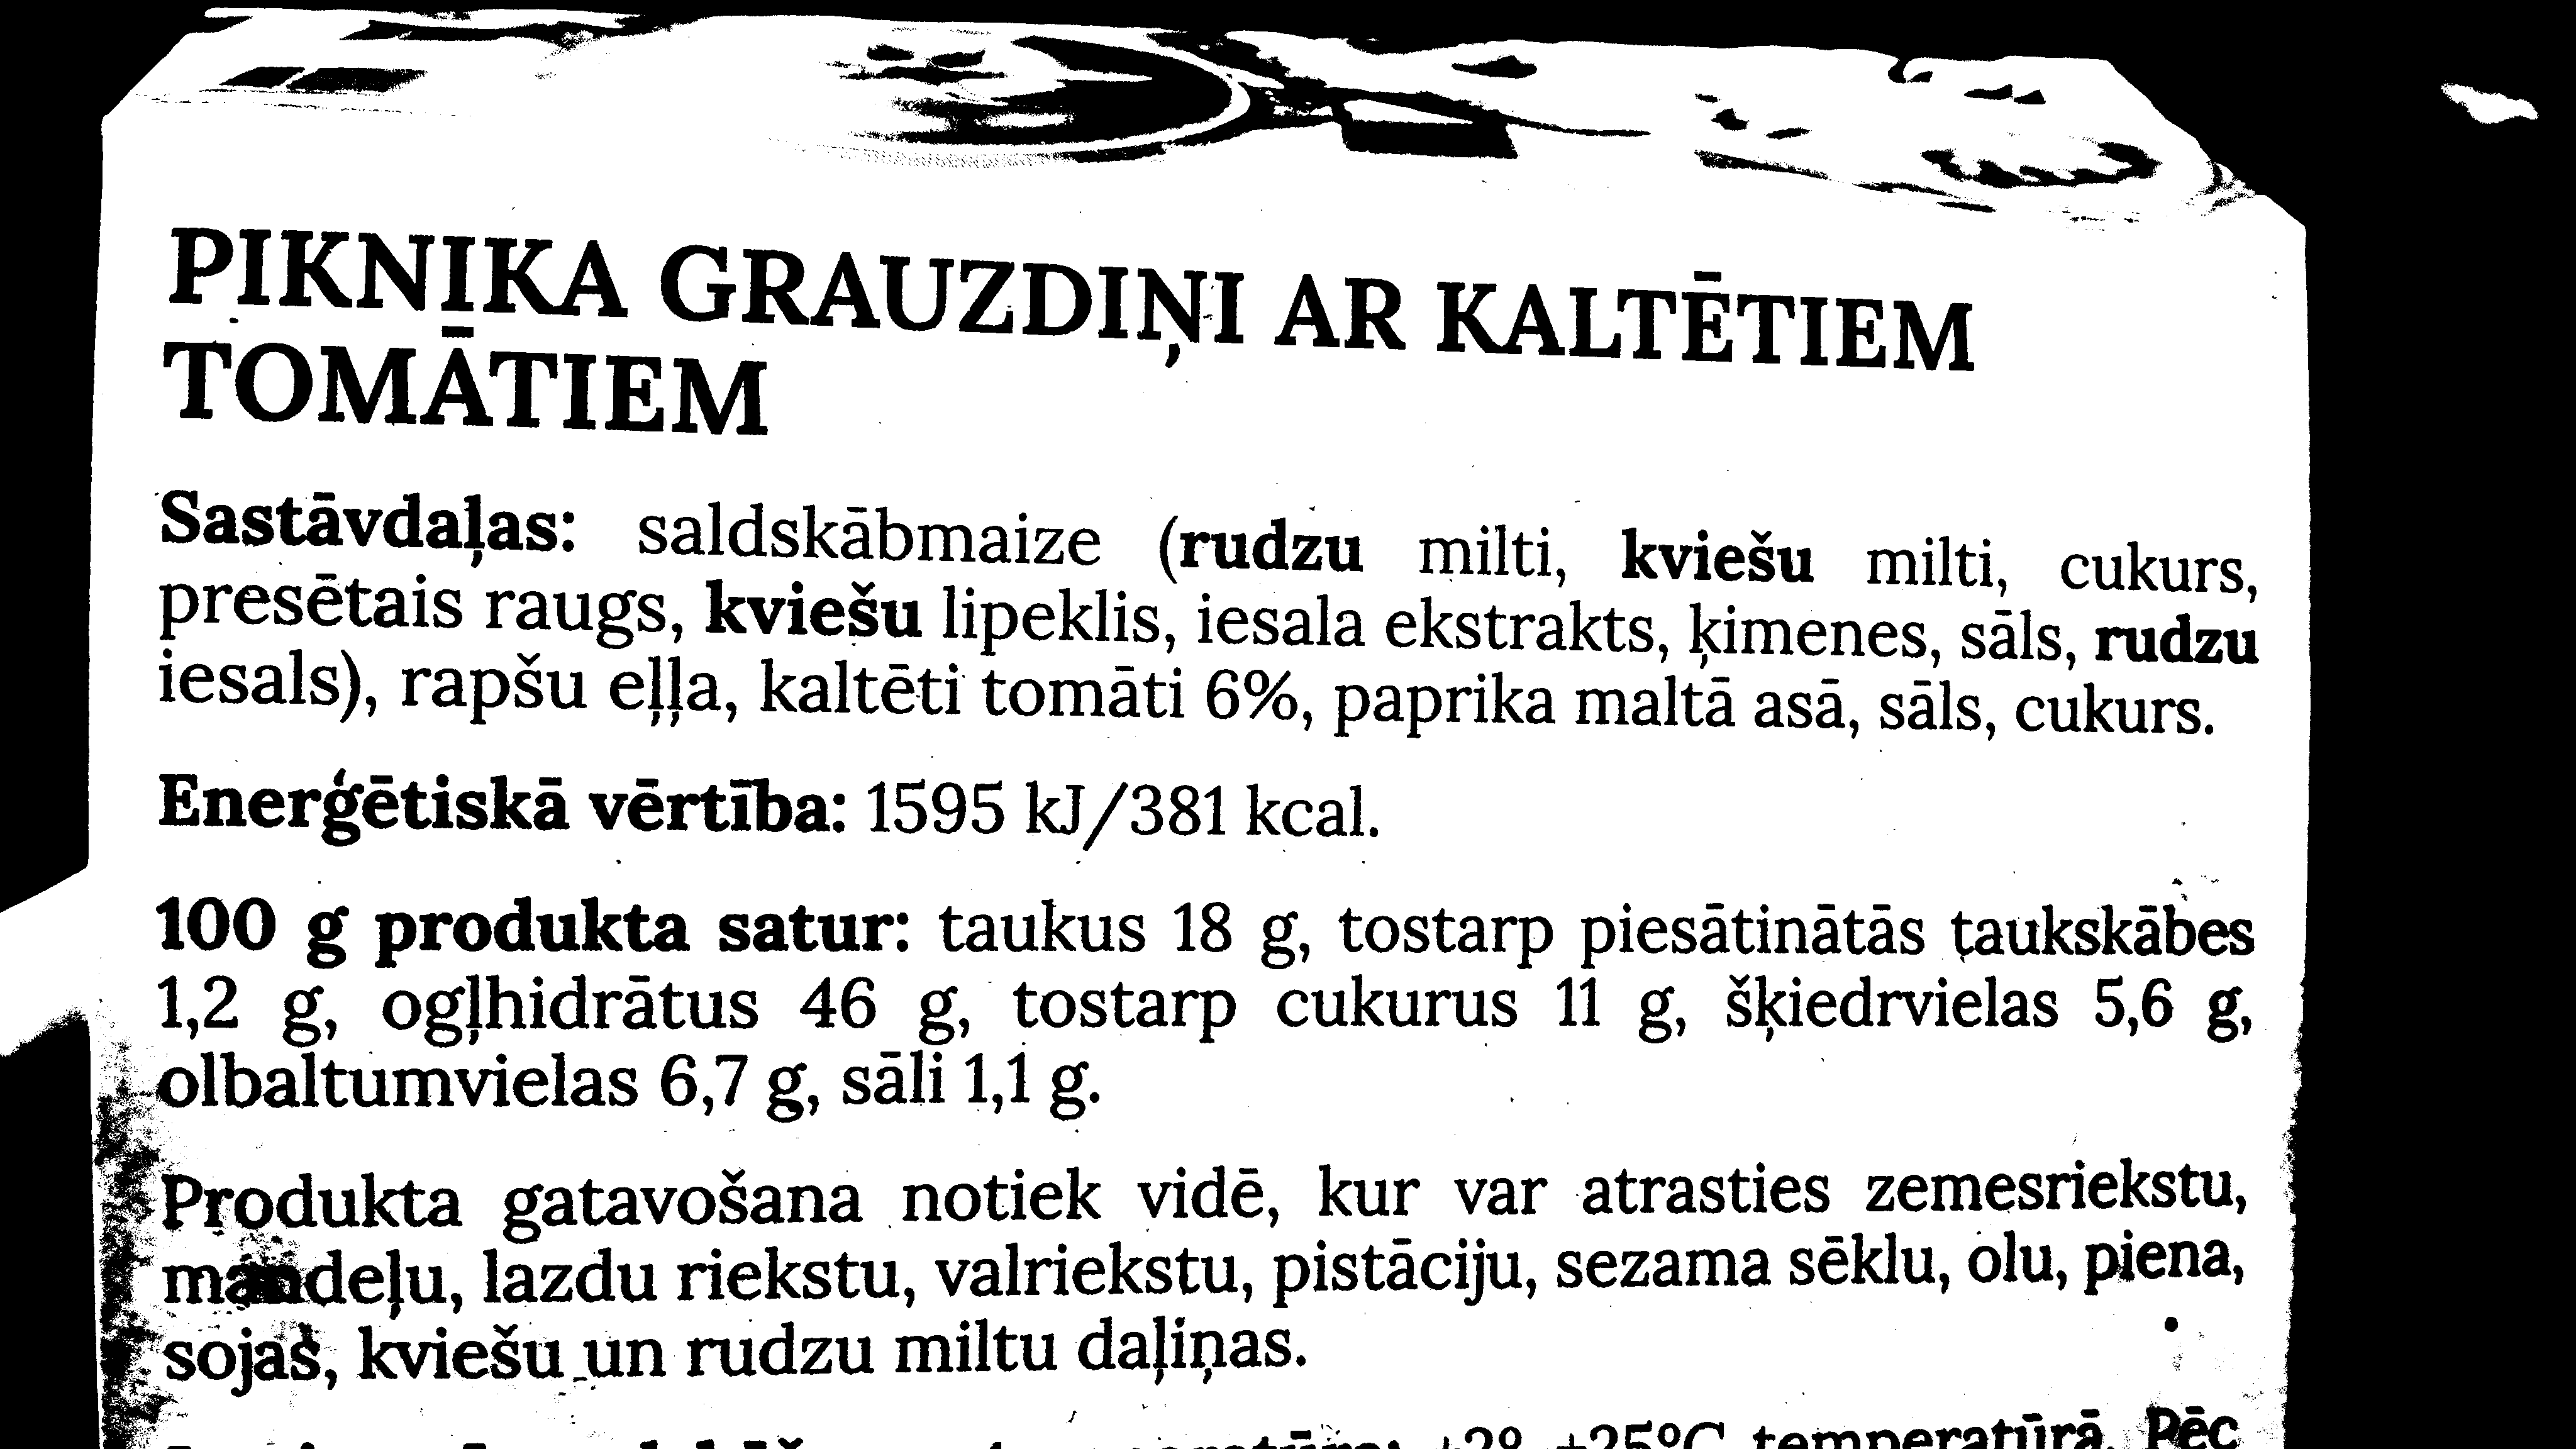 PIKNIKA GRAUZDIŅI AR KALTĒTIEM
TOMĀTIEM
Sastāvdaļas: saldskābmaize (rudzu milti, kviešu milti, cukurs,
presētais raugs, kviešu lipeklis, iesala ekstrakts, ķimenes, sāls, rudzu
iesals), rapšu eļļa, kaltēti tomāti 6%, paprika maltā asā, sāls, cukurs.
Enerģētiskā vērtība: 1595 kJ/381 kcal.
100 g produkta satur: taukus 18 g, tostarp piesātinātās taukskābes
1,2 g, ogļhidrātus 46 g, tostarp cukurus 11 g, šķiedrvielas 5,6 g,
olbaltumvielas 6,7 g, sāli 1,1 g.
Produkta gatavošana notiek vidē, kur var atrasties zemesriekstu,
mandeļu, lazdu riekstu, valriekstu, pistāciju, sezama sēklu, olu, piena,
sojas, kviešu un rudzu miltu daļiņas.
+25°C temperatūrā. Pēc